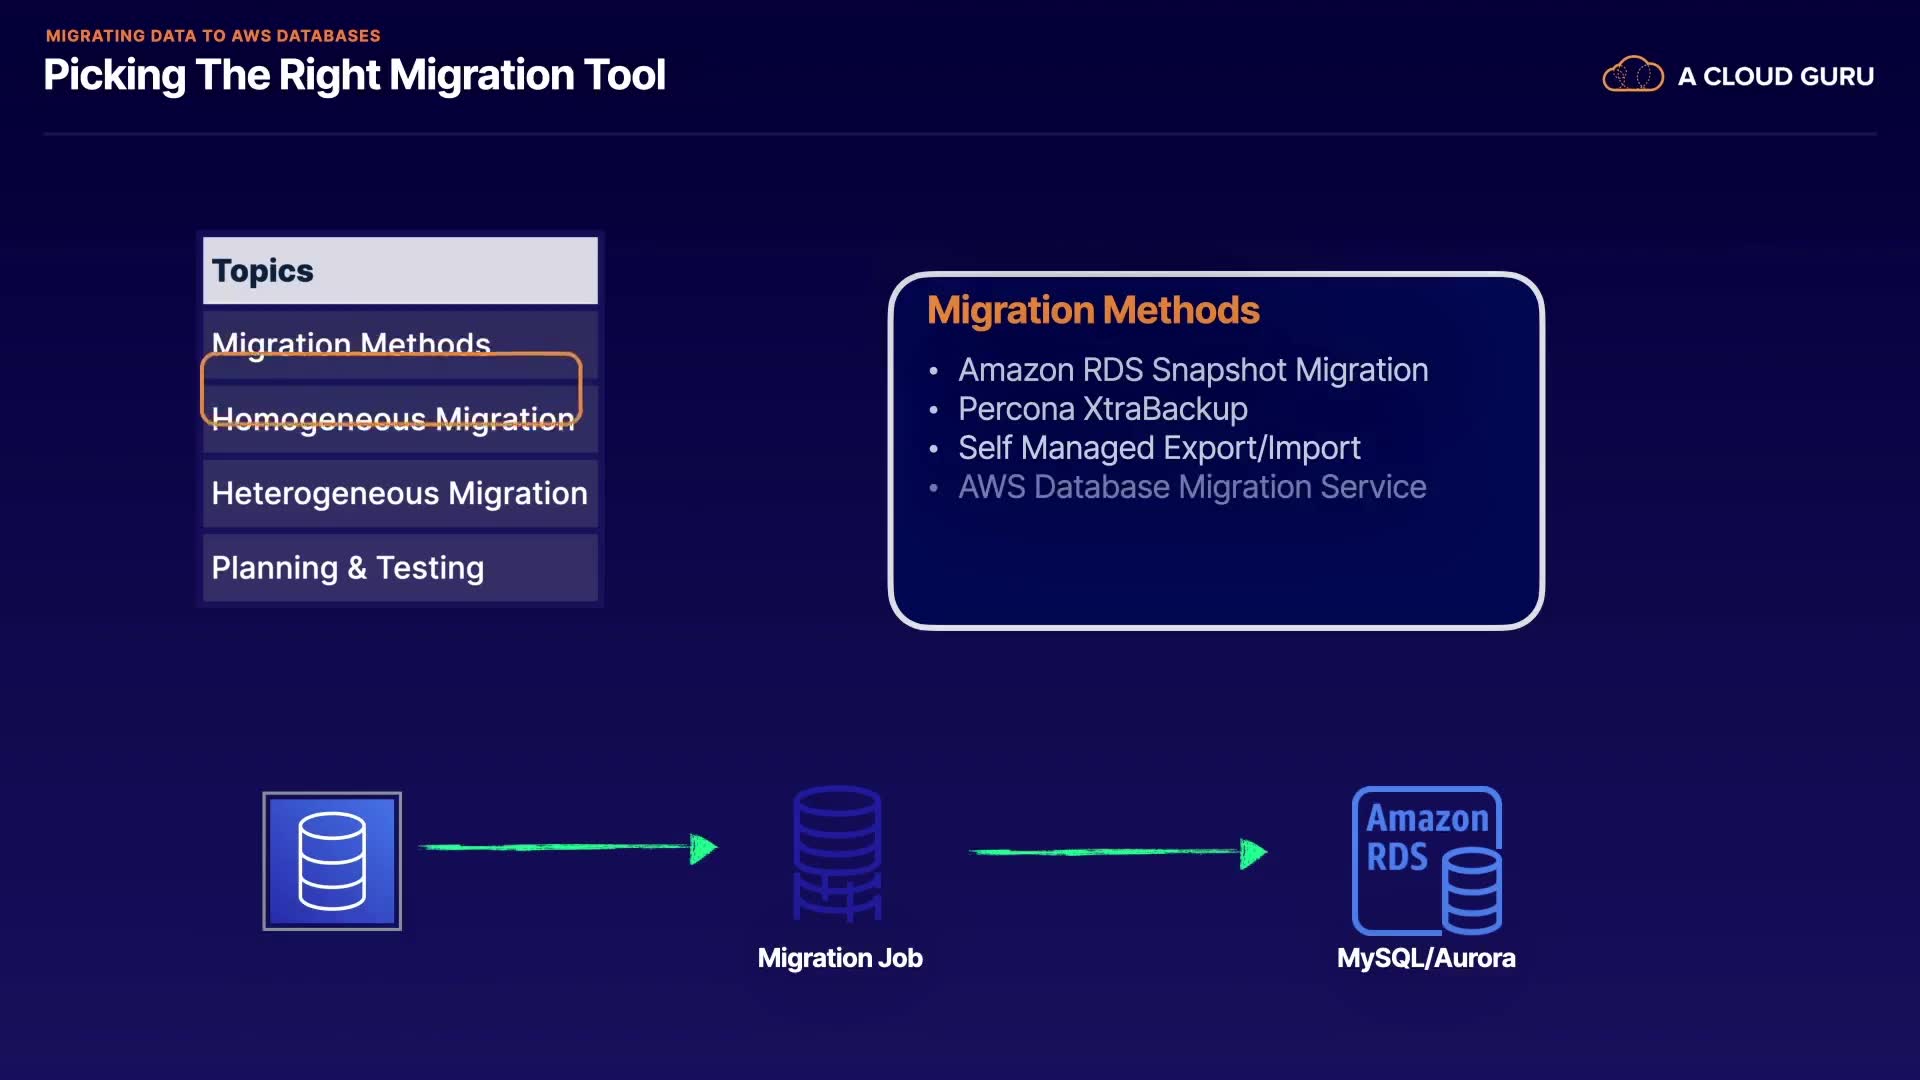 MIGRATING DATA TO AWS DATABASES
Picking The Right Migration Tool
A CLOUD GURU
Topics
Migration Methods
Homogeneous Migration
Heterogeneous Migration
Planning & Testing
Migration Methods
• Amazon RDS Snapshot Migration
• Percona XtraBackup
• Self Managed Export/Import
• AWS Database Migration Service
Amazon
RDS
Migration Job
MySQL/Aurora